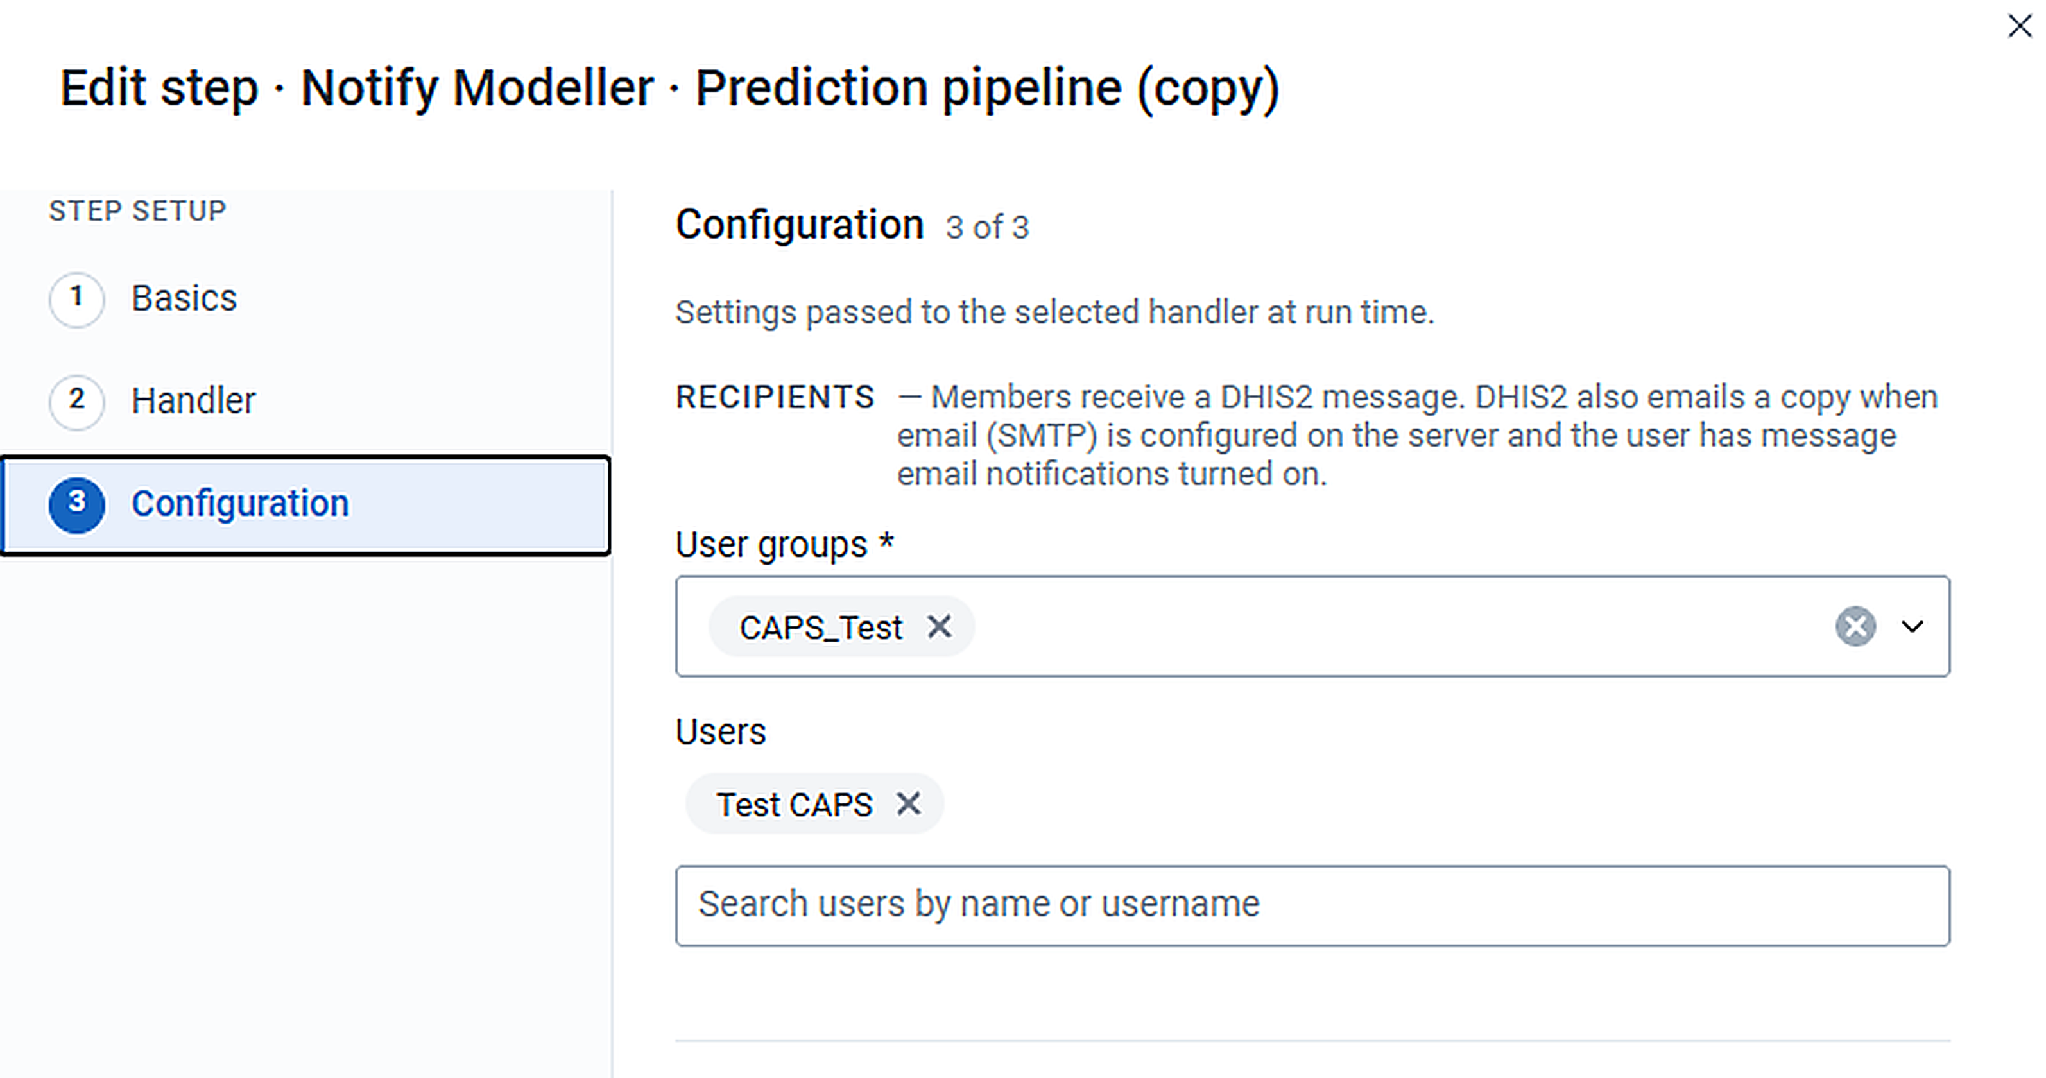 Edit step · Notify Modeller · Prediction pipeline (copy)
STEP SETUP
1 Basics
2 Handler
3 Configuration
Configuration 3 of 3
Settings passed to the selected handler at run time.
RECIPIENTS — Members receive a DHIS2 message. DHIS2 also emails a copy when
email (SMTP) is configured on the server and the user has message
email notifications turned on.
User groups *
CAPS_Test
Users
Test CAPS
Search users by name or username